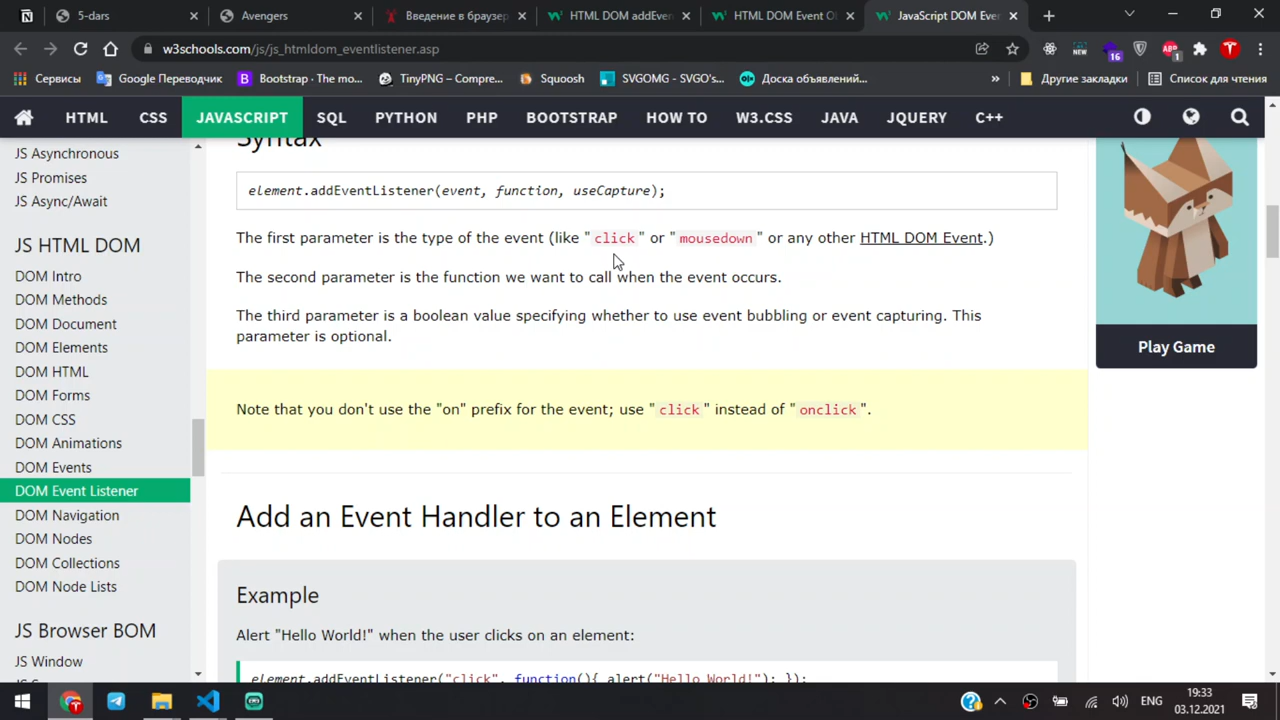 5-dars
Avengers
Введение в браузер
HTML DOM addEven
HTML DOM Event O
JavaScript DOM Eve
w3schools.com/js/js_htmldom_eventlistener.asp
NEW
16
ABP
1
T
Сервисы
Google Переводчик
B Bootstrap · The mo...
TinyPNG – Compre...
Squoosh
SVGOMG - SVGO's...
Доска объявлений...
»
Другие закладки
Список для чтения
HTML
CSS
JAVASCRIPT
SQL
PYTHON
PHP
BOOTSTRAP
HOW TO
W3.CSS
JAVA
JQUERY
C++
JS Asynchronous
JS Promises
JS Async/Await
JS HTML DOM
DOM Intro
DOM Methods
DOM Document
DOM Elements
DOM HTML
DOM Forms
DOM CSS
DOM Animations
DOM Events
DOM Event Listener
DOM Navigation
DOM Nodes
DOM Collections
DOM Node Lists
JS Browser BOM
JS Window
Syntax
element.addEventListener(event, function, useCapture);
The first parameter is the type of the event (like "click" or "mousedown" or any other HTML DOM Event.)
The second parameter is the function we want to call when the event occurs.
The third parameter is a boolean value specifying whether to use event bubbling or event capturing. This
parameter is optional.
Note that you don't use the "on" prefix for the event; use "click" instead of "onclick".
Add an Event Handler to an Element
Example
Alert "Hello World!" when the user clicks on an element:
element.addEventListener("click", function(){ alert("Hello World!"); });
Play Game
T
ENG
19:33
03.12.2021